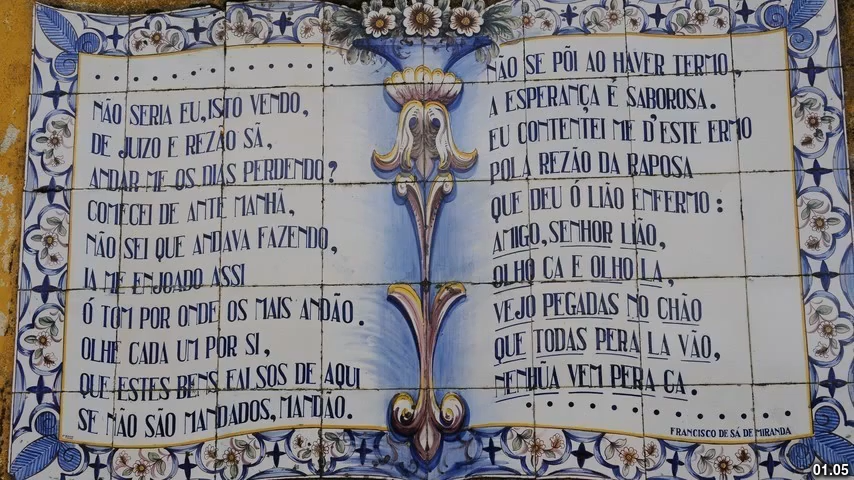 NÃO SERIA EU, ISTO VENDO,
DE JUIZO E REZÃO SÃ,
ANDAR ME OS DIAS PERDENDO?
COMECEI DE ANTE MANHÃ,
NÃO SEI QUE ANDAVA FAZENDO,
IA ME ENJOADO ASSI
Ó TOM POR ONDE OS MAIS ANDÃO.
OLHE CADA UM POR SI,
QUE ESTES BENS FALSOS DE AQUI
SE NÃO SÃO MANDADOS, MANDÃO.
NÃO SE PÕI AO HAVER TERMO,
A ESPERANÇA É SABOROSA.
EU CONTENTEI ME D'ESTE ERMO
POLA REZÃO DA RAPOSA
QUE DEU Ó LIÃO ENFERMO:
AMIGO, SENHOR LIÃO,
OLHO CA E OLHO LA,
VEJO PEGADAS NO CHÃO
QUE TODAS PERA LA VÃO,
NENHŨA VEM PERA CA.
FRANCISCO DE SÁ DE MIRANDA
01.05